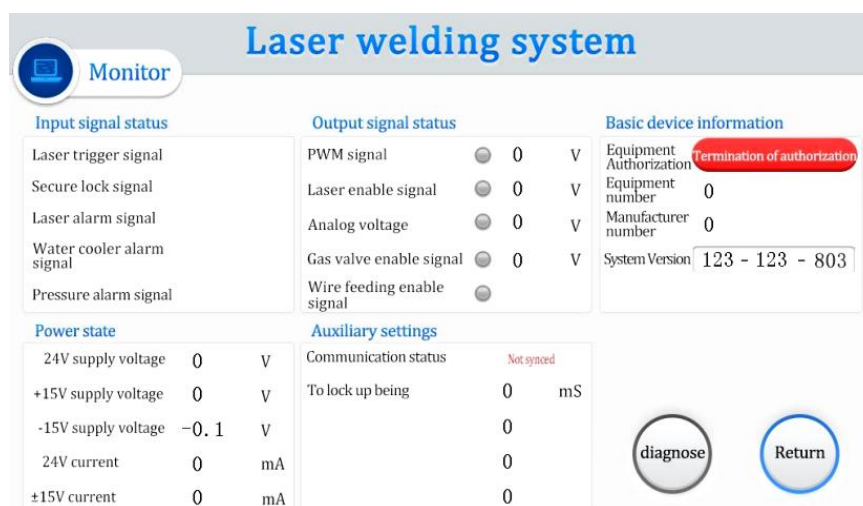 Laser welding system
Monitor
Input signal status
Laser trigger signal
Secure lock signal
Laser alarm signal
Water cooler alarm
signal
Pressure alarm signal
Output signal status
PWM signal 0 V
Laser enable signal 0 V
Analog voltage 0 V
Gas valve enable signal 0 V
Wire feeding enable
signal
Basic device information
Equipment
Authorization Termination of authorization
Equipment
number 0
Manufacturer
number 0
System Version 123 - 123 - 803
Power state
24V supply voltage 0 V
+15V supply voltage 0 V
-15V supply voltage -0.1 V
24V current 0 mA
±15V current 0 mA
Auxiliary settings
Communication status Not synced
To lock up being 0 mS
0
0
0
diagnose
Return